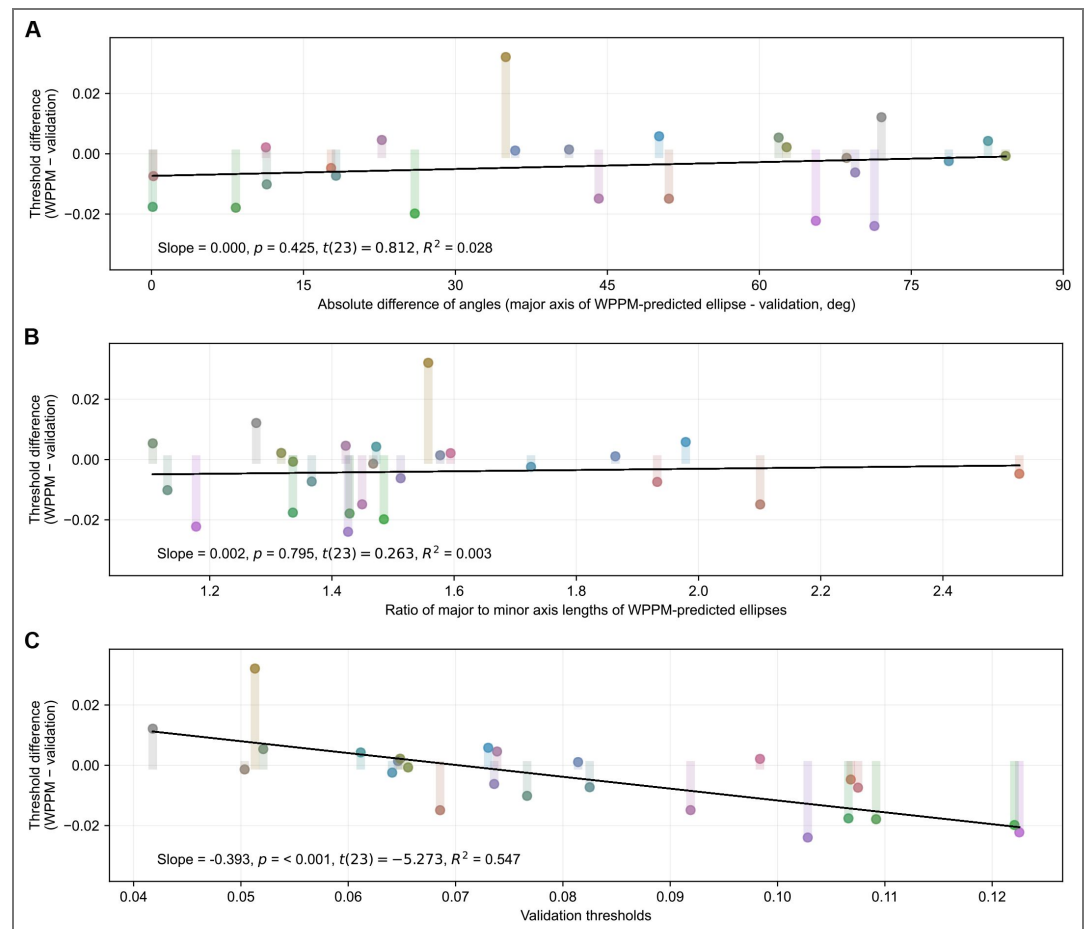 A
Threshold difference
(WPPM − validation)
0.02
0.00
−0.02
Slope = 0.000, p = 0.425, t(23) = 0.812, R² = 0.028
0 15 30 45 60 75 90
Absolute difference of angles (major axis of WPPM-predicted ellipse - validation, deg)
B
Threshold difference
(WPPM − validation)
0.02
0.00
−0.02
Slope = 0.002, p = 0.795, t(23) = 0.263, R² = 0.003
1.2 1.4 1.6 1.8 2.0 2.2 2.4
Ratio of major to minor axis lengths of WPPM-predicted ellipses
C
Threshold difference
(WPPM − validation)
0.02
0.00
−0.02
Slope = -0.393, p = < 0.001, t(23) = −5.273, R² = 0.547
0.04 0.05 0.06 0.07 0.08 0.09 0.10 0.11 0.12
Validation thresholds